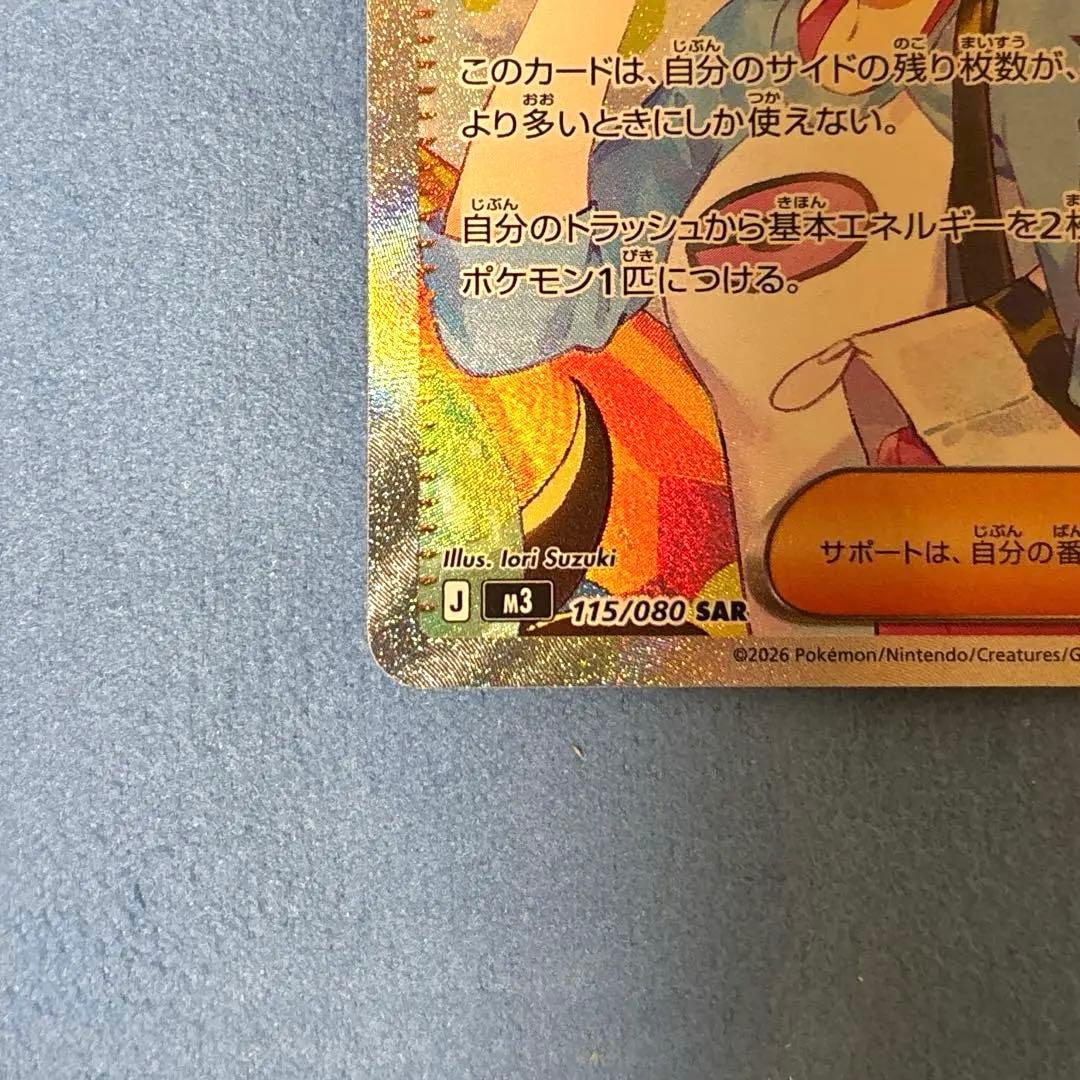 このカードは、自分のサイドの残り枚数が、
より多いときにしか使えない。
自分のトラッシュから基本エネルギーを2枚
ポケモン1匹につける。
サポートは、自分の番
Illus. Iori Suzuki
J M3 115/080 SAR
©2026 Pokémon/Nintendo/Creatures/G